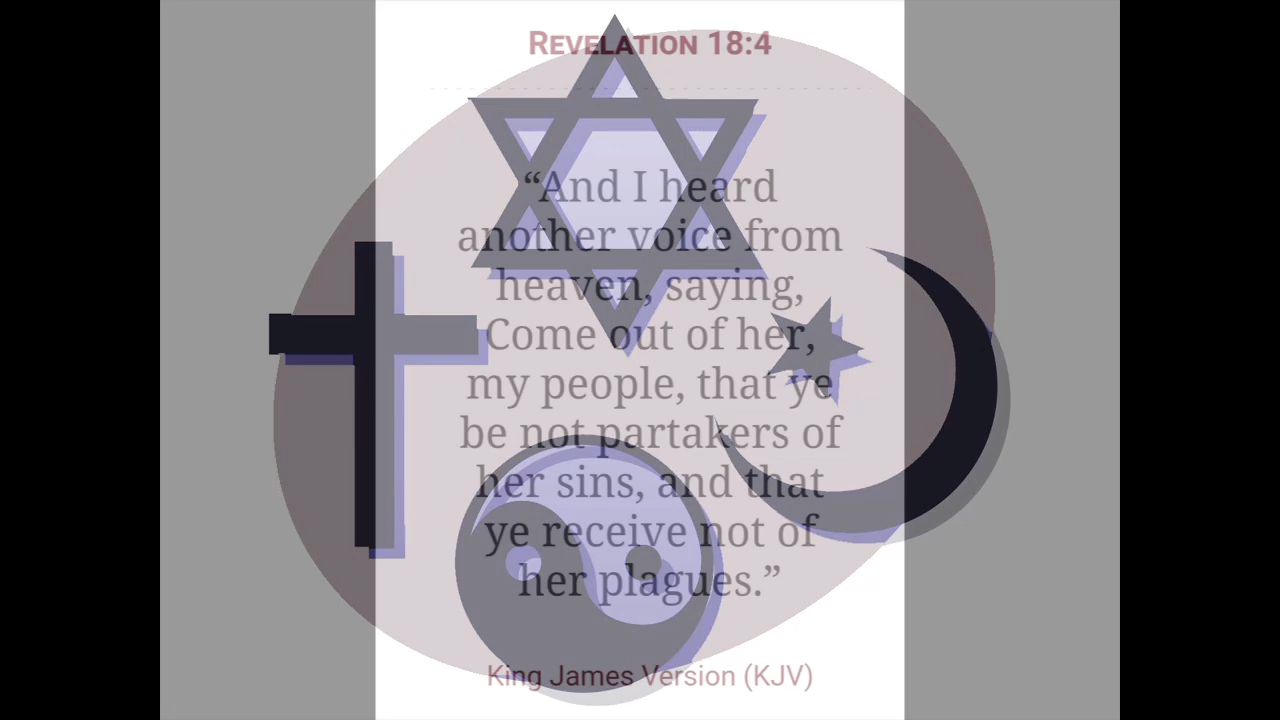 REVELATION 18:4
“And I heard
another voice from
heaven, saying,
Come out of her,
my people, that ye
be not partakers of
her sins, and that
ye receive not of
her plagues.”
King James Version (KJV)